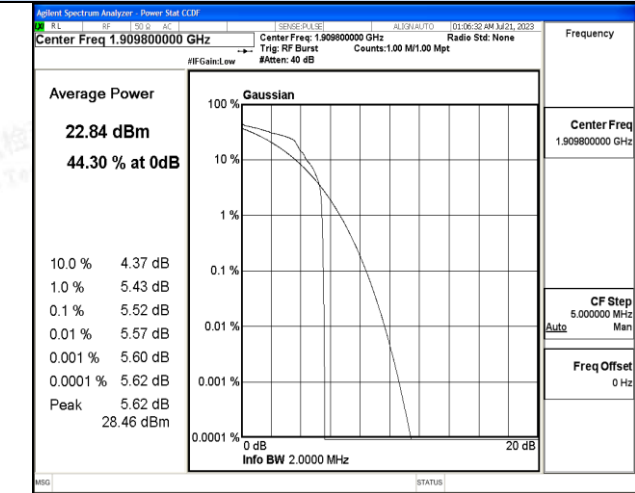 Agilent Spectrum Analyzer - Power Stat CCDF
RL RF 50 Ω AC SENSE:PULSE ALIGNAUTO 01:06:32 AM Jul 21, 2023
Center Freq 1.909800000 GHz
Center Freq: 1.909800000 GHz Radio Std: None
Trig: RF Burst Counts:1.00 M/1.00 Mpt
#IFGain:Low #Atten: 40 dB
Frequency
Average Power
22.84 dBm
44.30 % at 0dB
10.0 % 4.37 dB
1.0 % 5.43 dB
0.1 % 5.52 dB
0.01 % 5.57 dB
0.001 % 5.60 dB
0.0001 % 5.62 dB
Peak 5.62 dB
28.46 dBm
Gaussian
100 %
10 %
1 %
0.1 %
0.01 %
0.001 %
0.0001 %
0 dB 20 dB
Info BW 2.0000 MHz
Center Freq
1.909800000 GHz
CF Step
5.000000 MHz
Auto Man
Freq Offset
0 Hz
MSG STATUS